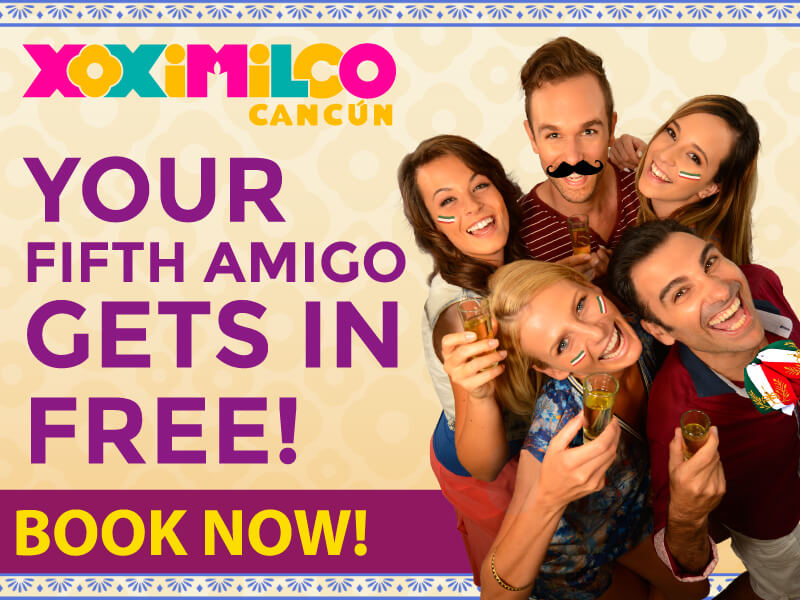 XOXiMiLCO
CANCÚN
YOUR
FIFTH AMIGO
GETS IN
FREE!
BOOK NOW!